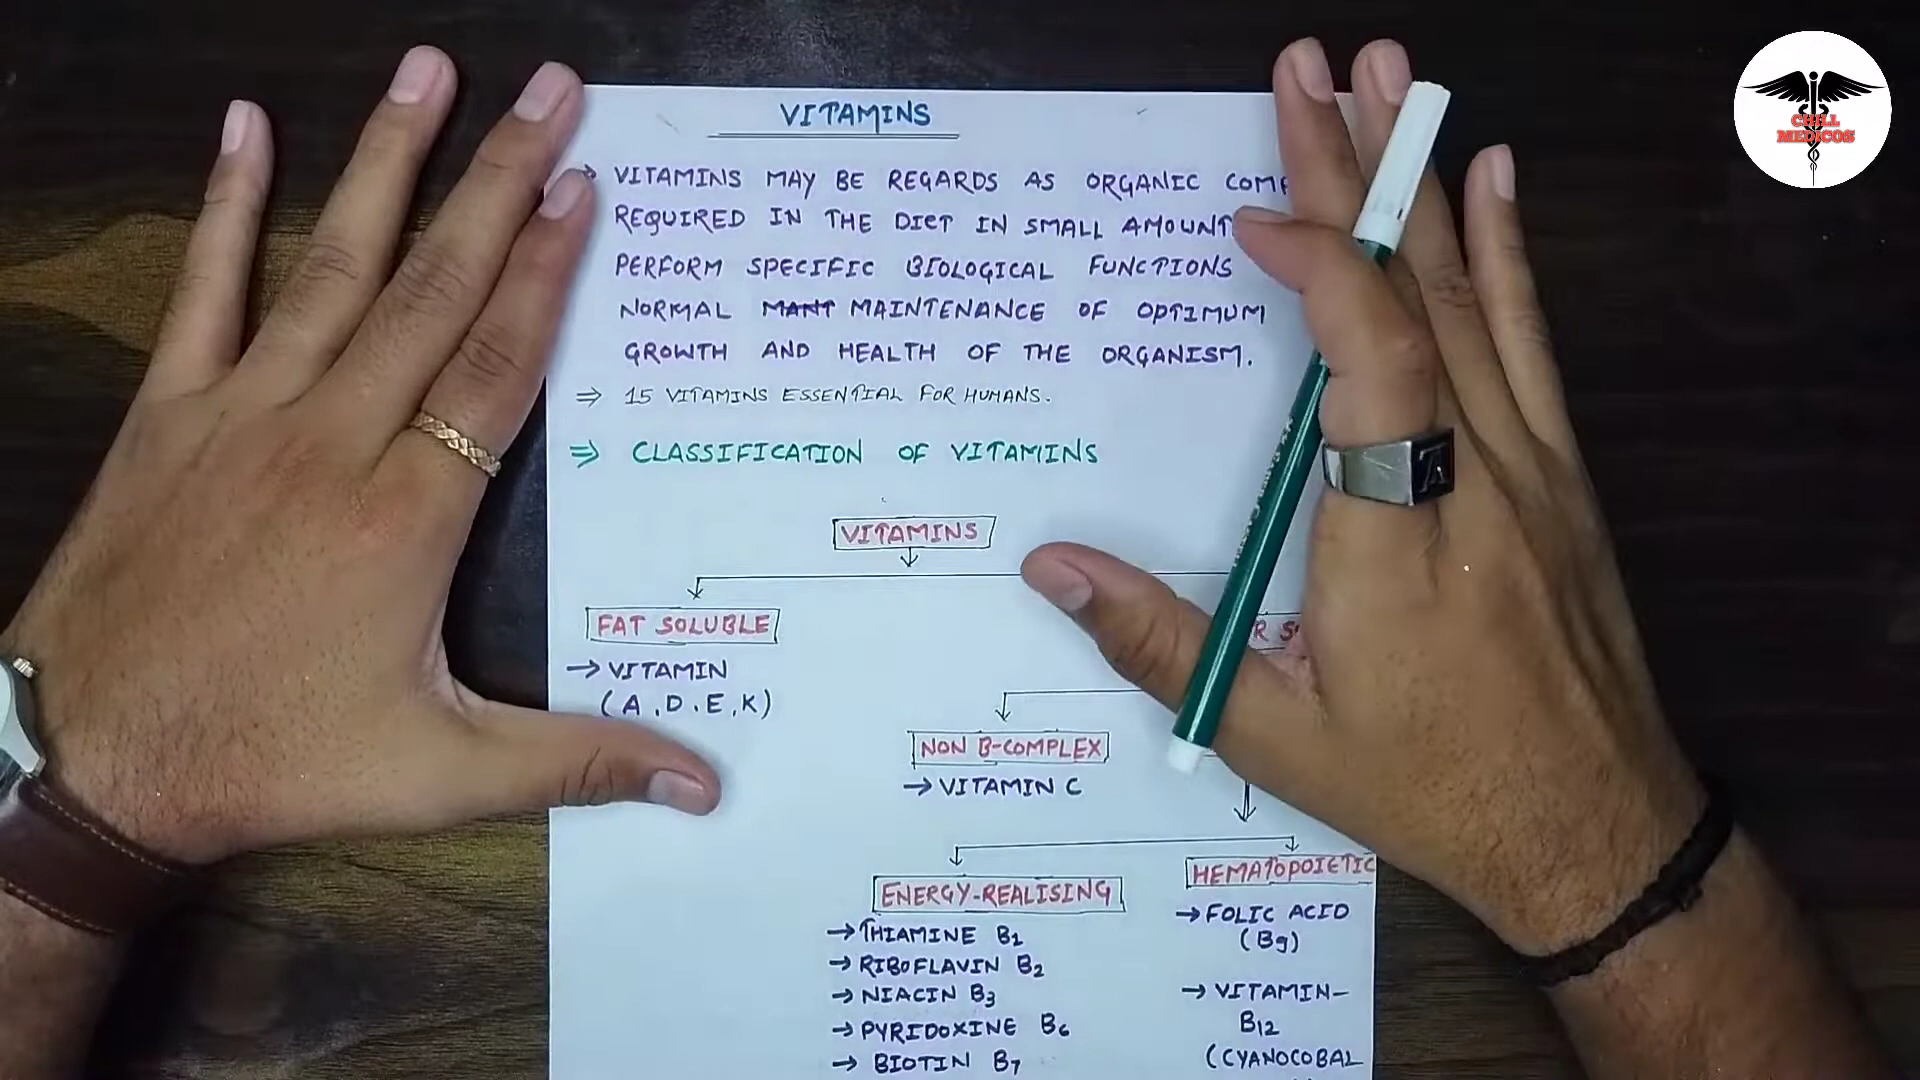 VITAMINS
CHILL
MEDICOS
VITAMINS MAY BE REGARDS AS ORGANIC COMP
REQUIRED IN THE DIET IN SMALL AMOUNT
PERFORM SPECIFIC BIOLOGICAL FUNCTIONS
NORMAL MANT MAINTENANCE OF OPTIMUM
GROWTH AND HEALTH OF THE ORGANISM.
⇒ 15 VITAMINS ESSENTIAL FOR HUMANS.
⇒ CLASSIFICATION OF VITAMINS
VITAMINS
FAT SOLUBLE
→ VITAMIN
(A, D, E, K)
NON B-COMPLEX
→ VITAMIN C
ENERGY-REALISING
→ THIAMINE B1
→ RIBOFLAVIN B2
→ NIACIN B3
→ PYRIDOXINE B6
→ BIOTIN B7
HEMATOPOIETIC
→ FOLIC ACID
(B9)
→ VITAMIN-
B12
(CYANOCOBAL